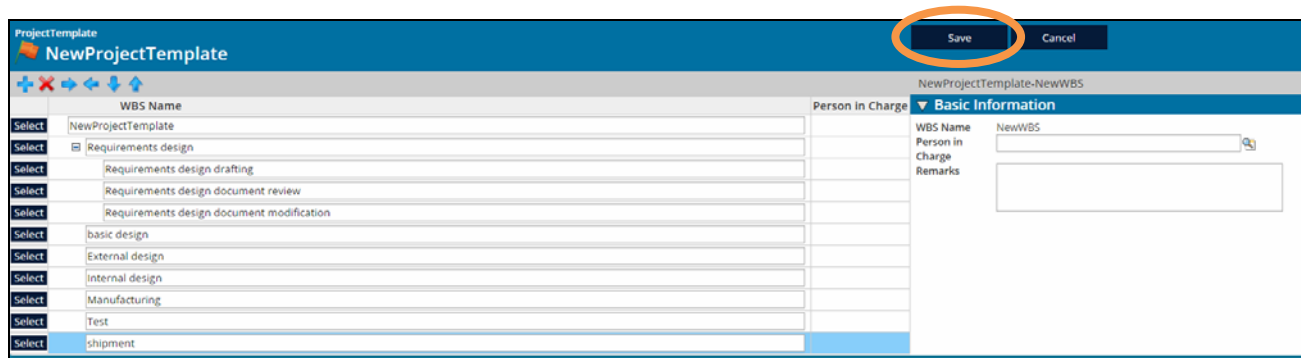 ProjectTemplate
NewProjectTemplate
Save Cancel
NewProjectTemplate-NewWBS
WBS Name Person in Charge
Basic Information
Select NewProjectTemplate
Select Requirements design
Select Requirements design drafting
Select Requirements design document review
Select Requirements design document modification
Select basic design
Select External design
Select Internal design
Select Manufacturing
Select Test
Select shipment
WBS Name NewWBS
Person in
Charge
Remarks